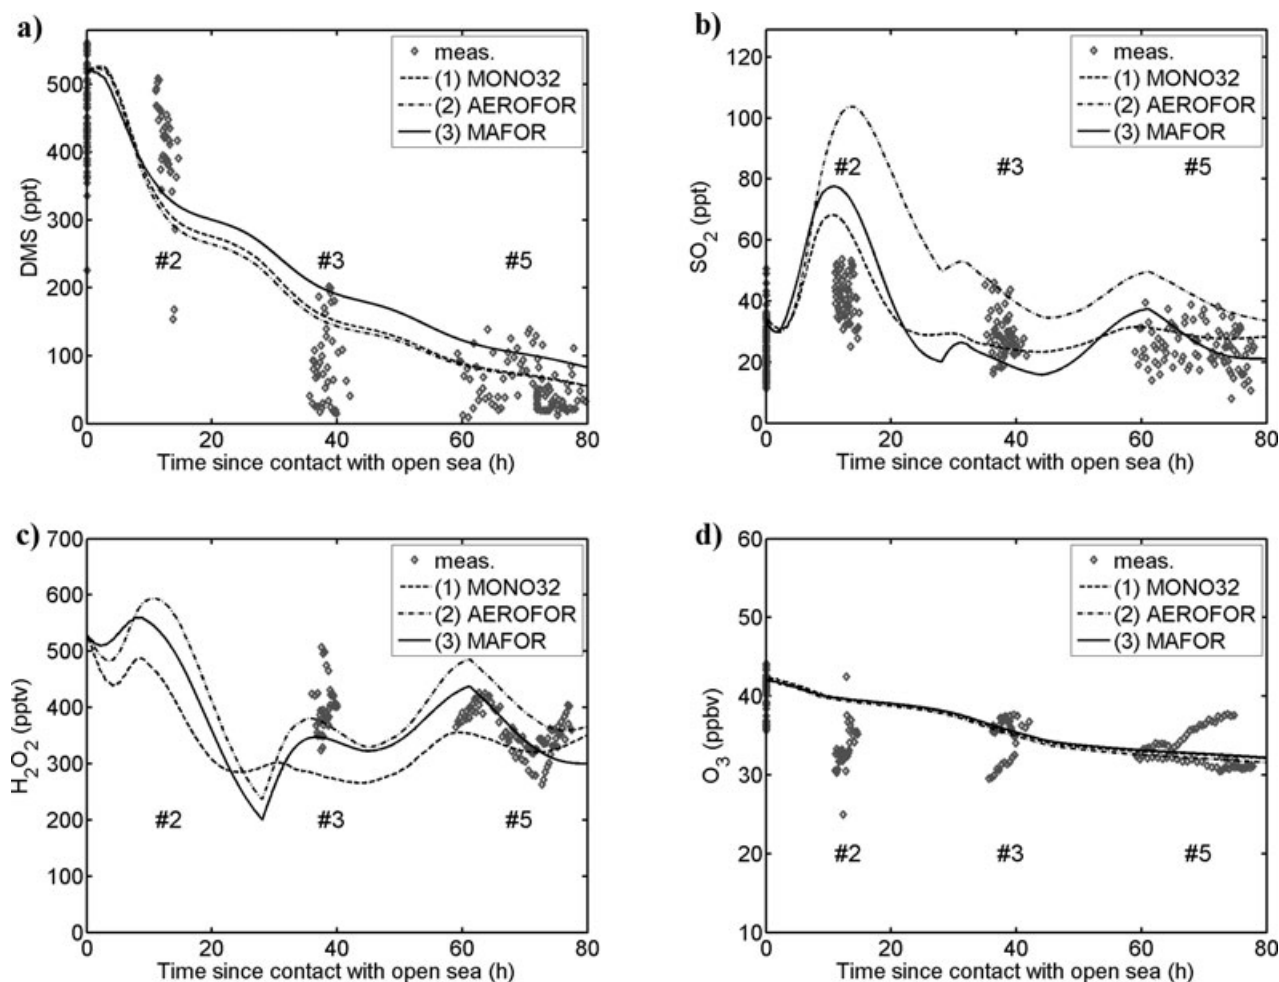 a)
500
400
300
200
100
0
DMS (ppt)
meas.
(1) MONO32
(2) AEROFOR
(3) MAFOR
#2
#3
#5
0
20
40
60
80
Time since contact with open sea (h)
b)
120
100
80
60
40
20
0
SO₂ (ppt)
meas.
(1) MONO32
(2) AEROFOR
(3) MAFOR
#2
#3
#5
0
20
40
60
80
Time since contact with open sea (h)
c)
700
600
500
400
300
200
100
0
H₂O₂ (pptv)
meas.
(1) MONO32
(2) AEROFOR
(3) MAFOR
#2
#3
#5
0
20
40
60
80
Time since contact with open sea (h)
d)
60
50
40
30
20
10
O₃ (ppbv)
meas.
(1) MONO32
(2) AEROFOR
(3) MAFOR
#2
#3
#5
0
20
40
60
80
Time since contact with open sea (h)